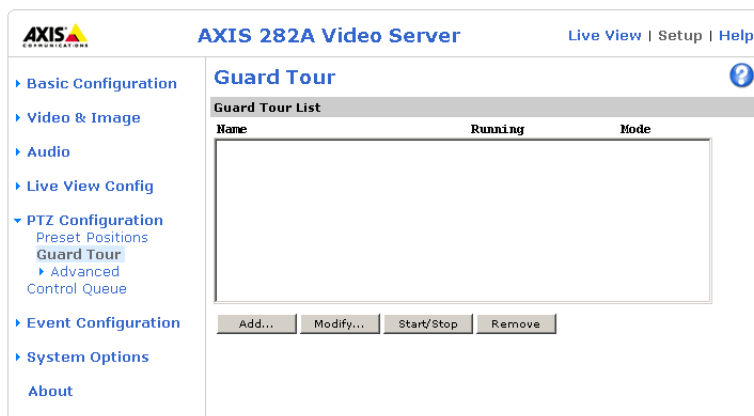 AXIS
COMMUNICATIONS
AXIS 282A Video Server
Live View | Setup | Help
Basic Configuration
Video & Image
Audio
Live View Config
PTZ Configuration
Preset Positions
Guard Tour
Advanced
Control Queue
Event Configuration
System Options
About
Guard Tour
?
Guard Tour List
Name Running Mode
Add... Modify... Start/Stop Remove